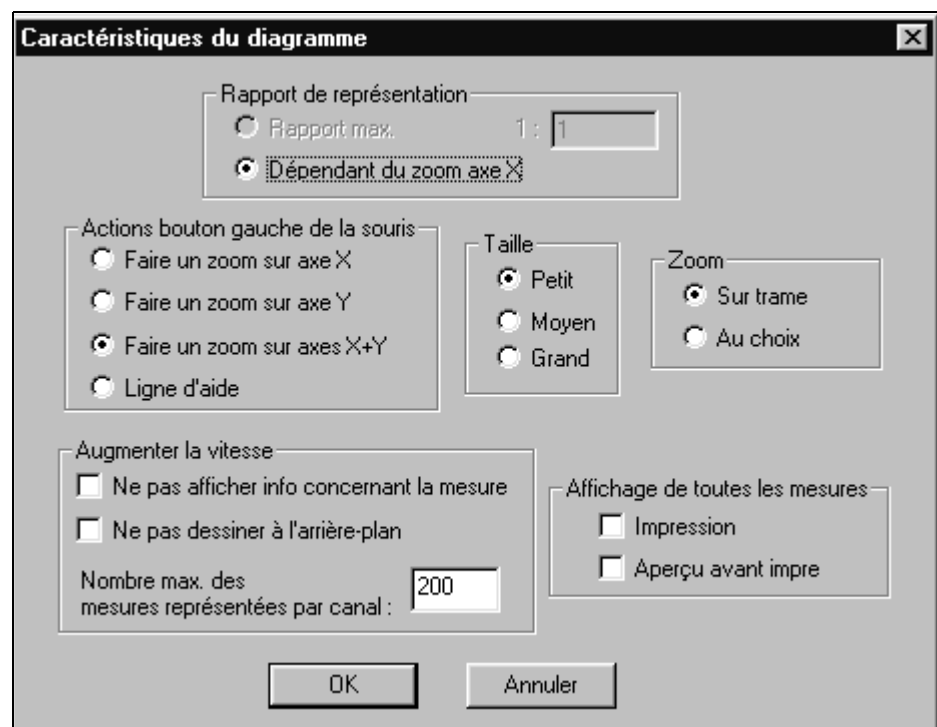 Caractéristiques du diagramme
Rapport de représentation
Rapport max. 1 : 1
Dépendant du zoom axe X
Actions bouton gauche de la souris
Faire un zoom sur axe X
Faire un zoom sur axe Y
Faire un zoom sur axes X+Y
Ligne d'aide
Taille
Petit
Moyen
Grand
Zoom
Sur trame
Au choix
Augmenter la vitesse
Ne pas afficher info concernant la mesure
Ne pas dessiner à l'arrière-plan
Nombre max. des
mesures représentées par canal : 200
Affichage de toutes les mesures
Impression
Aperçu avant impre
OK Annuler